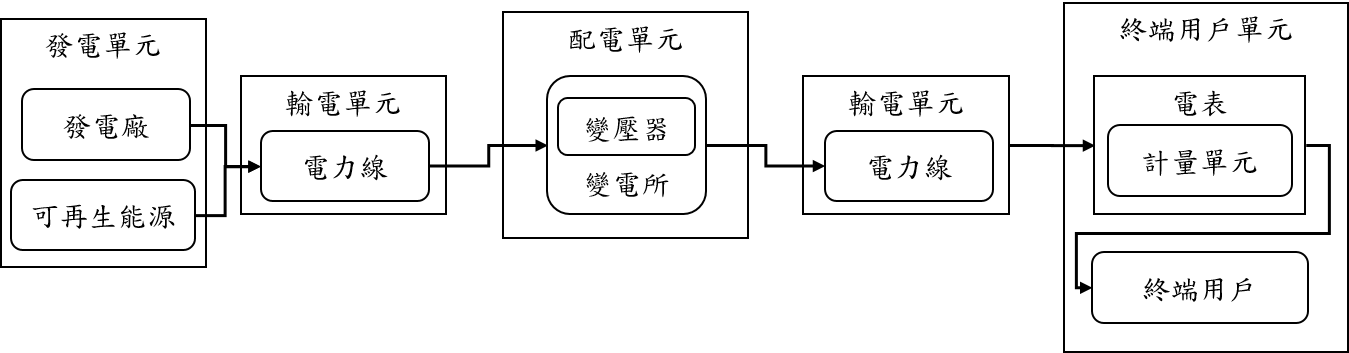 發電單元
發電廠
可再生能源
輸電單元
電力線
配電單元
變壓器
變電所
輸電單元
電力線
終端用戶單元
電表
計量單元
終端用戶